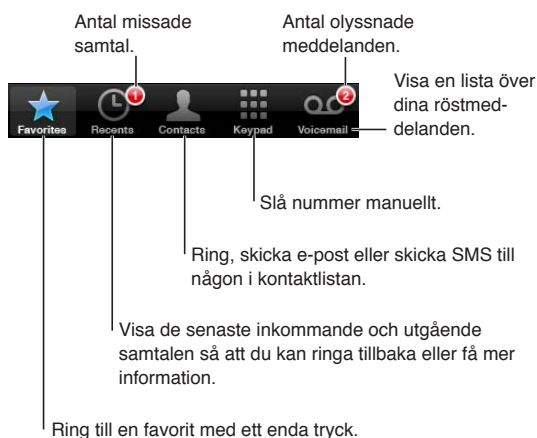 Antal missade
samtal.
Antal olyssnade
meddelanden.
Visa en lista över
dina röstmed-
delanden.
1
2
Favorites
Recents
Contacts
Keypad
Voicemail
Slå nummer manuellt.
Ring, skicka e-post eller skicka SMS till
någon i kontaktlistan.
Visa de senaste inkommande och utgående
samtalen så att du kan ringa tillbaka eller få mer
information.
Ring till en favorit med ett enda tryck.